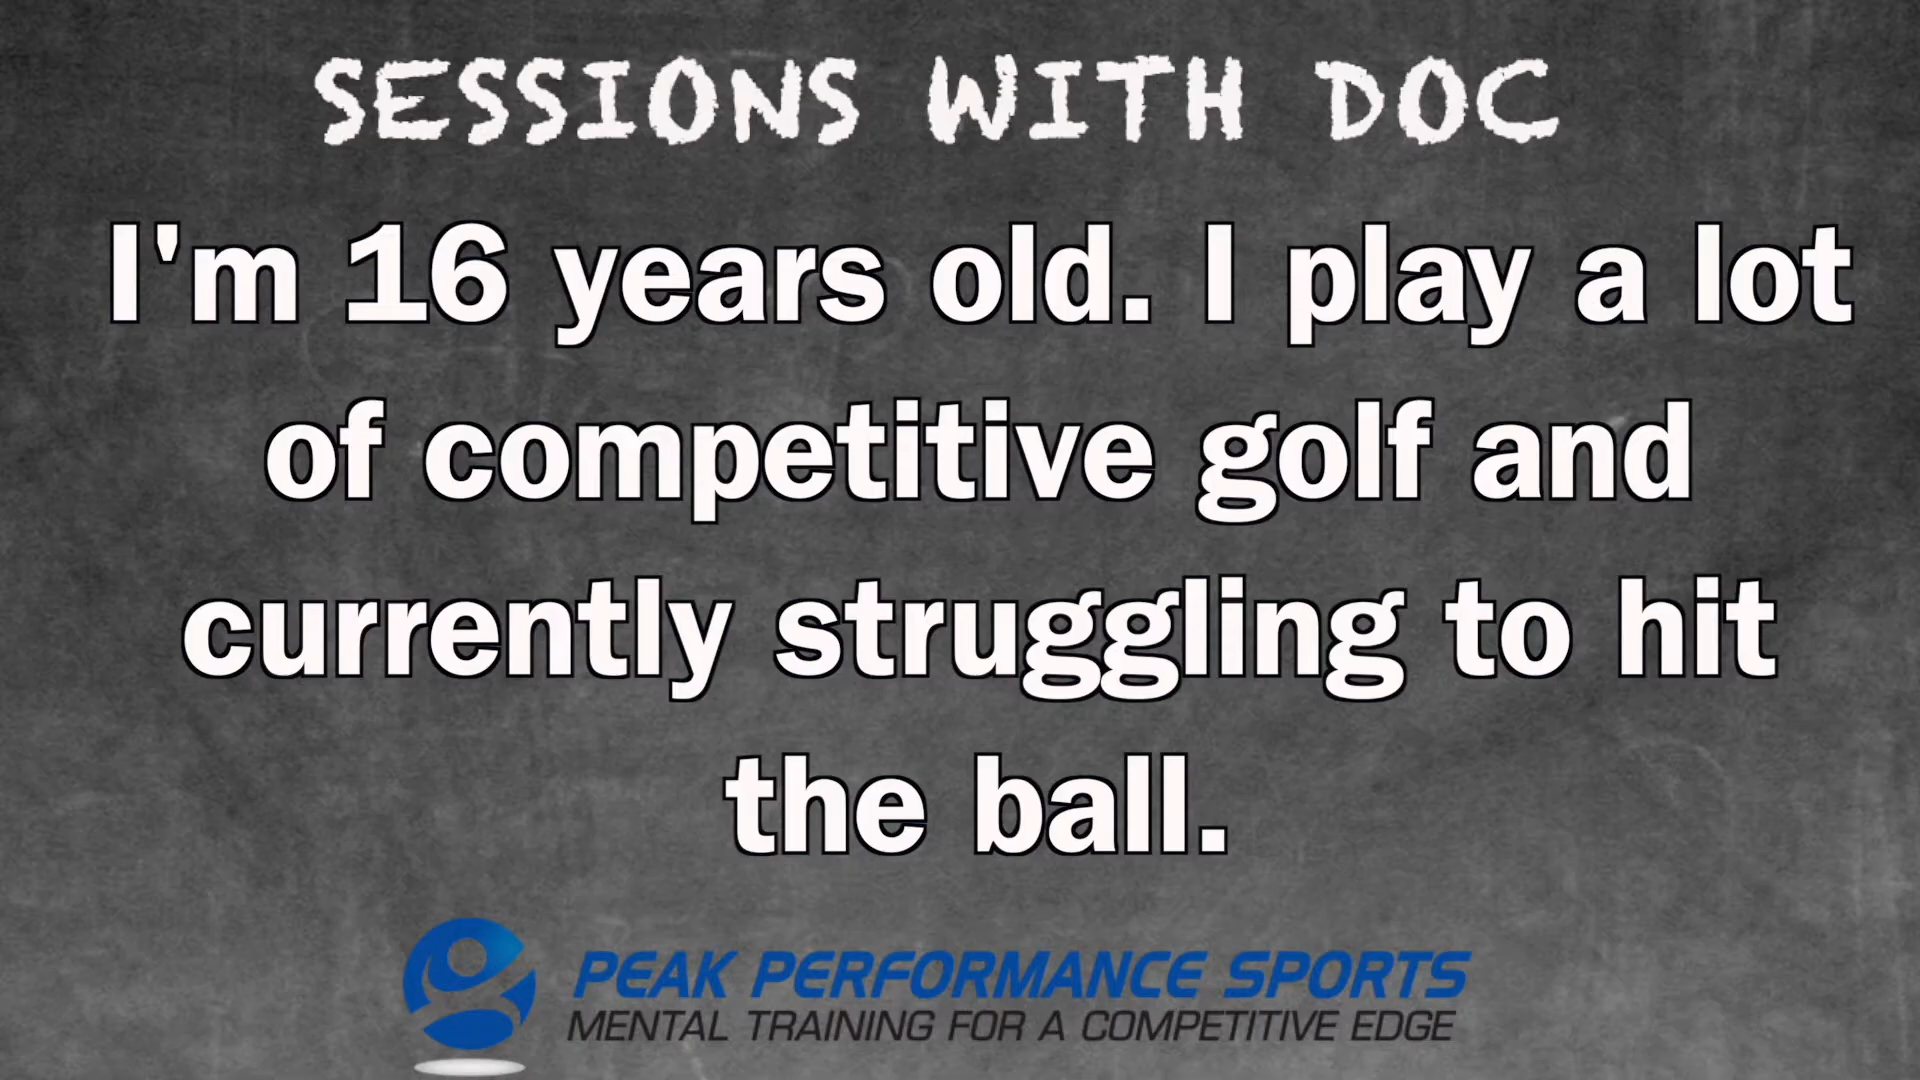 SESSIONS WITH DOC
I'm 16 years old. I play a lot
of competitive golf and
currently struggling to hit
the ball.
PEAK PERFORMANCE SPORTS
MENTAL TRAINING FOR A COMPETITIVE EDGE